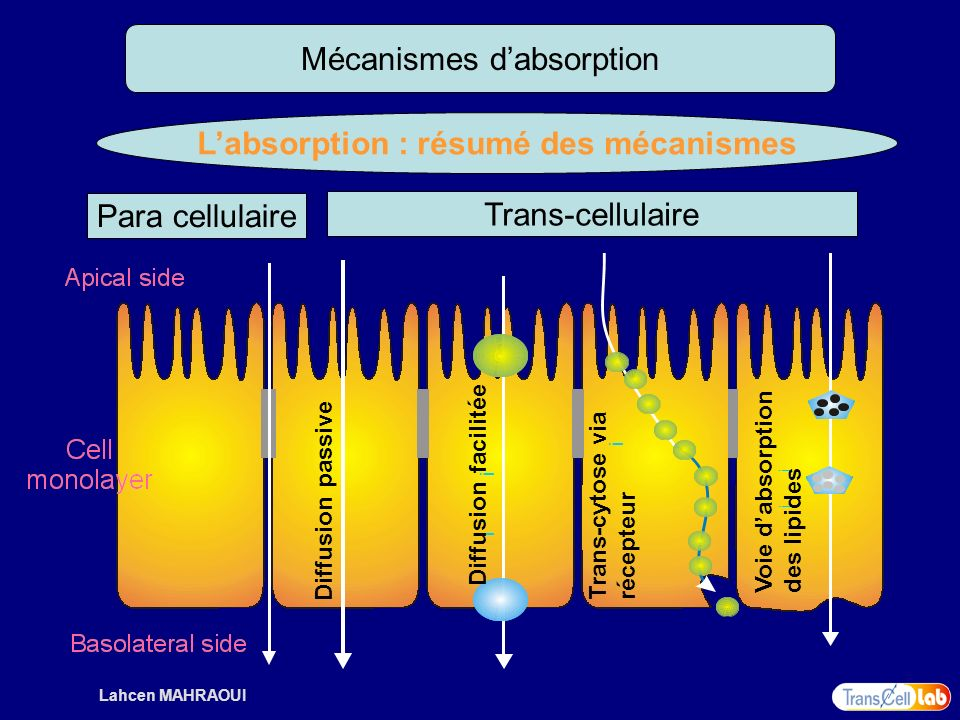 Mécanismes d’absorption
L’absorption : résumé des mécanismes
Para cellulaire
Trans-cellulaire
Apical side
Cell
monolayer
Diffusion passive
Diffusion facilitée
Trans-cytose via
récepteur
Voie d’absorption
des lipides
Basolateral side
Lahcen MAHRAOUI
TransCell Lab